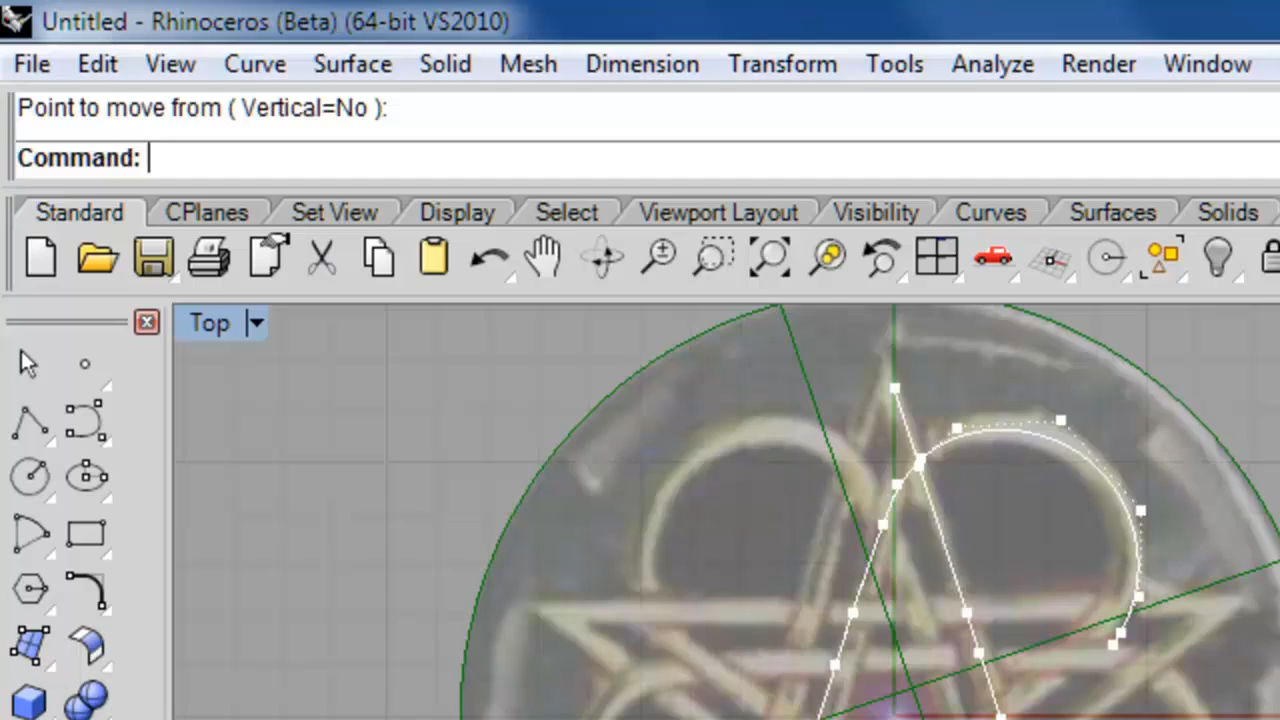 Untitled - Rhinoceros (Beta) (64-bit VS2010)
File Edit View Curve Surface Solid Mesh Dimension Transform Tools Analyze Render Window
Point to move from ( Vertical=No ):
Command:
Standard CPlanes Set View Display Select Viewport Layout Visibility Curves Surfaces Solids
Top